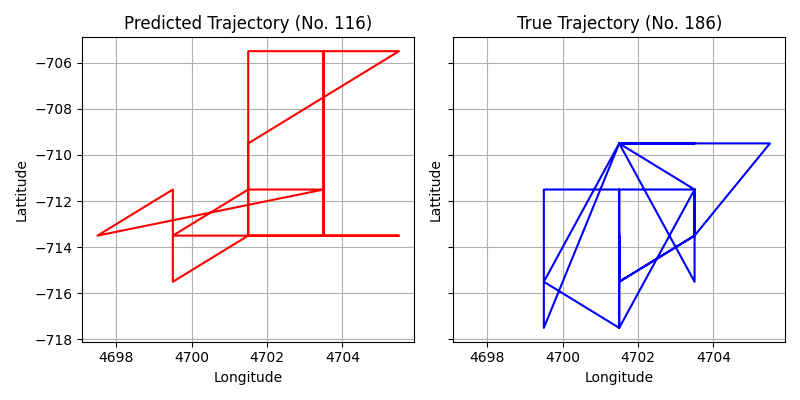 Predicted Trajectory (No. 116)
True Trajectory (No. 186)
−706
−708
−710
−712
−714
−716
−718
Lattitude
Lattitude
4698 4700 4702 4704
4698 4700 4702 4704
Longitude
Longitude